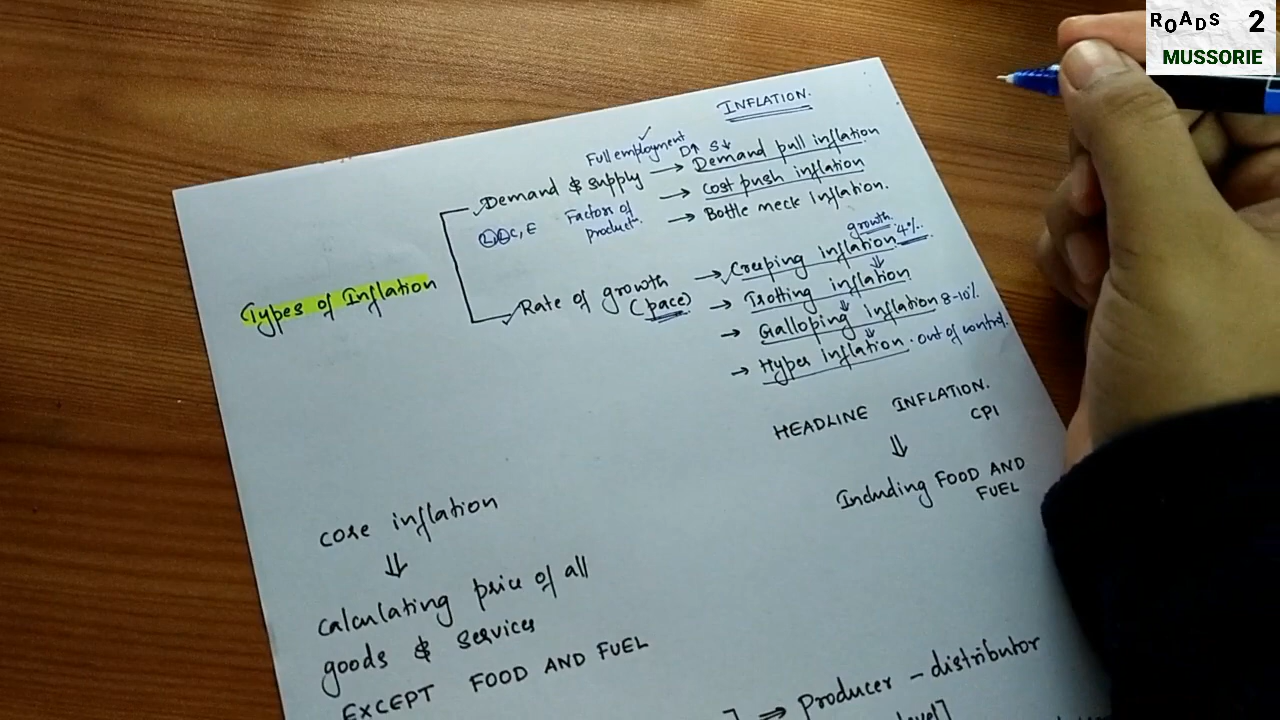 ROADS 2
MUSSORIE
INFLATION.
Full employment
D↑ S↓
Demand & supply → Demand pull inflation
→ cost push inflation
L L C, E Factors of product → Bottle meck inflation.
Types of Inflation
growth
4%.
Rate of growth → Creeping inflation
(pace) → Trotting inflation
→ Galloping inflation 8-10%.
→ Hyper inflation. out of control.
HEADLINE INFLATION.
CPI
⇓
Including FOOD AND
FUEL
core inflation
⇓
calculating price of all
goods & services
EXCEPT FOOD AND FUEL
] ⇒ producer - distributor
level]